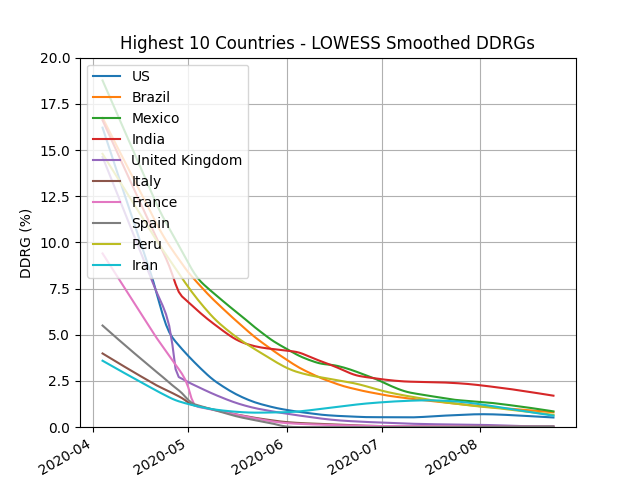 Highest 10 Countries - LOWESS Smoothed DDRGs
20.0
17.5
15.0
12.5
10.0
7.5
5.0
2.5
0.0
DDRG (%)
US
Brazil
Mexico
India
United Kingdom
Italy
France
Spain
Peru
Iran
2020-04
2020-05
2020-06
2020-07
2020-08